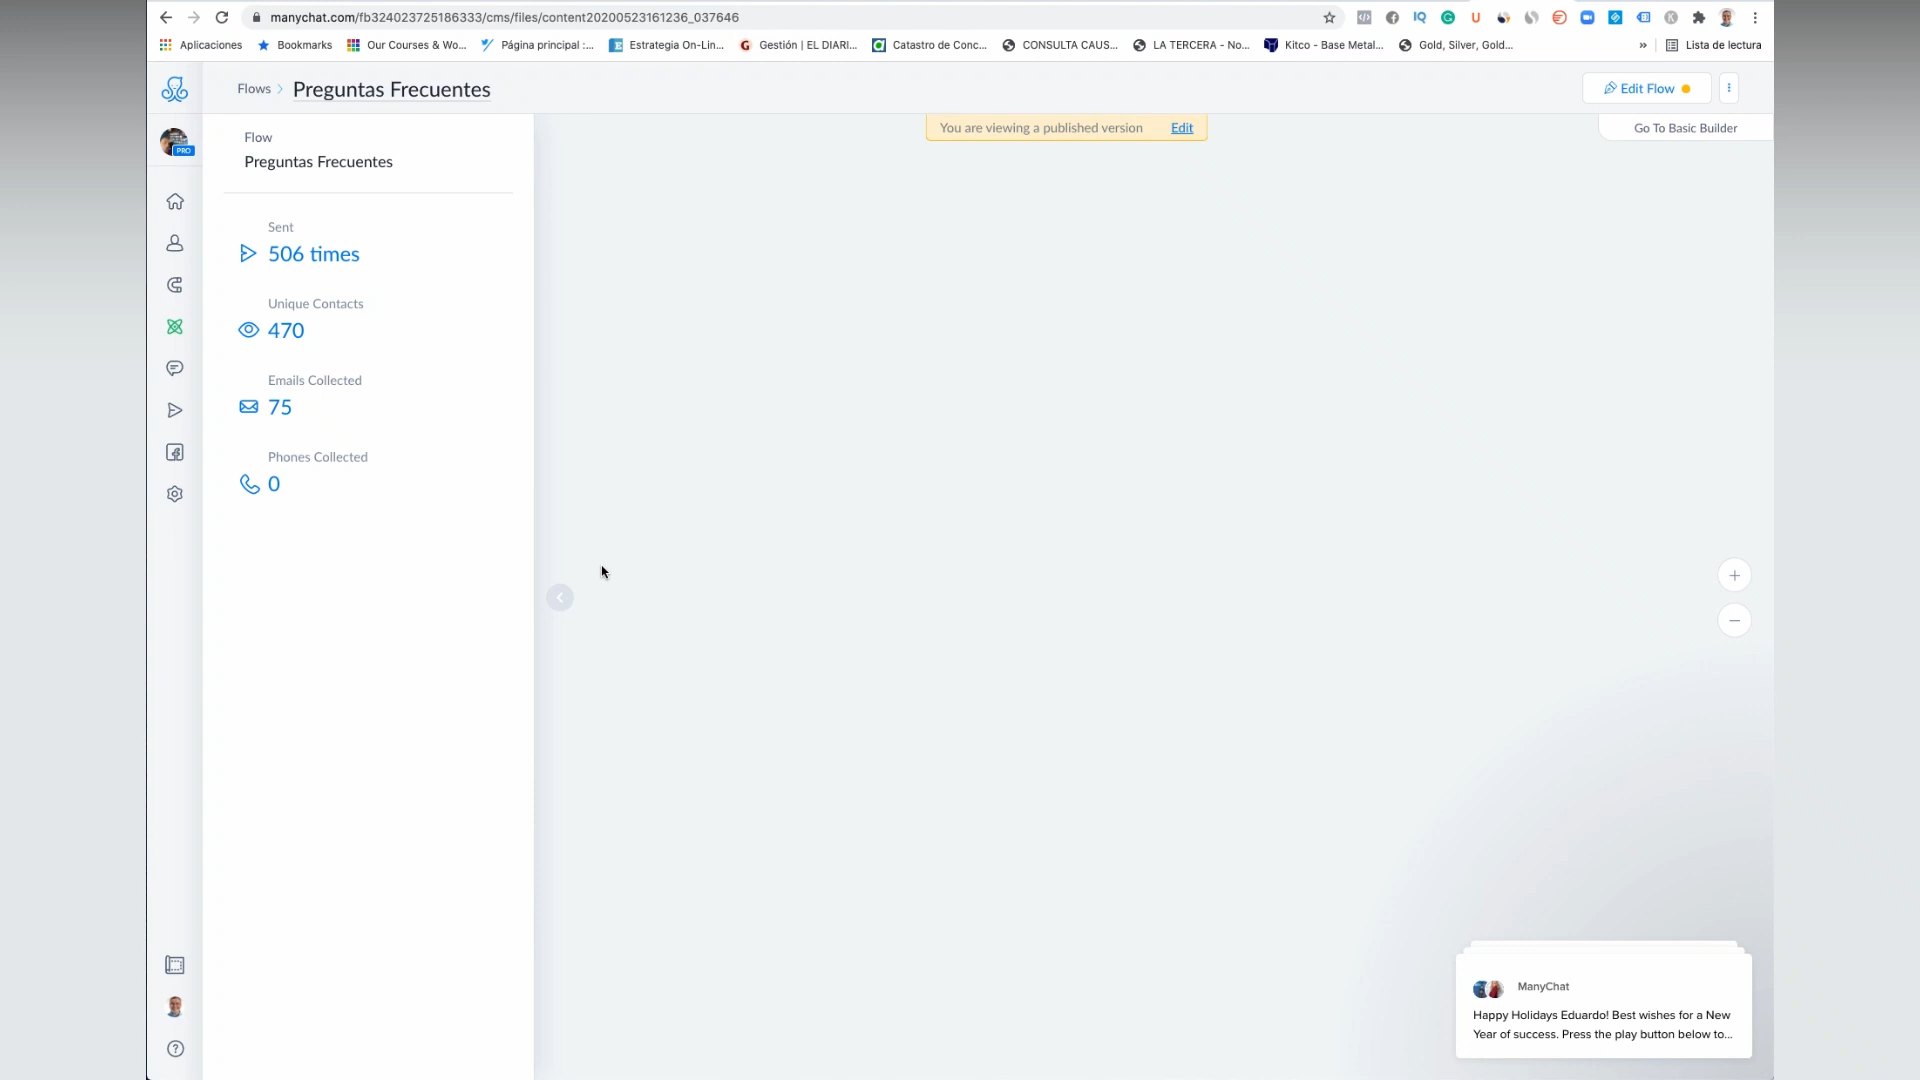 manychat.com/fb324023725186333/cms/files/content20200523161236_037646
Aplicaciones Bookmarks Our Courses & Wo... Página principal :... Estrategia On-Lin... Gestión | EL DIARI... Catastro de Conc... CONSULTA CAUS... LA TERCERA - No... Kitco - Base Metal... Gold, Silver, Gold... » Lista de lectura
Flows > Preguntas Frecuentes
Edit Flow
PRO
Flow
Preguntas Frecuentes
You are viewing a published version Edit
Go To Basic Builder
Sent
506 times
Unique Contacts
470
Emails Collected
75
Phones Collected
0
ManyChat
Happy Holidays Eduardo! Best wishes for a New
Year of success. Press the play button below to...